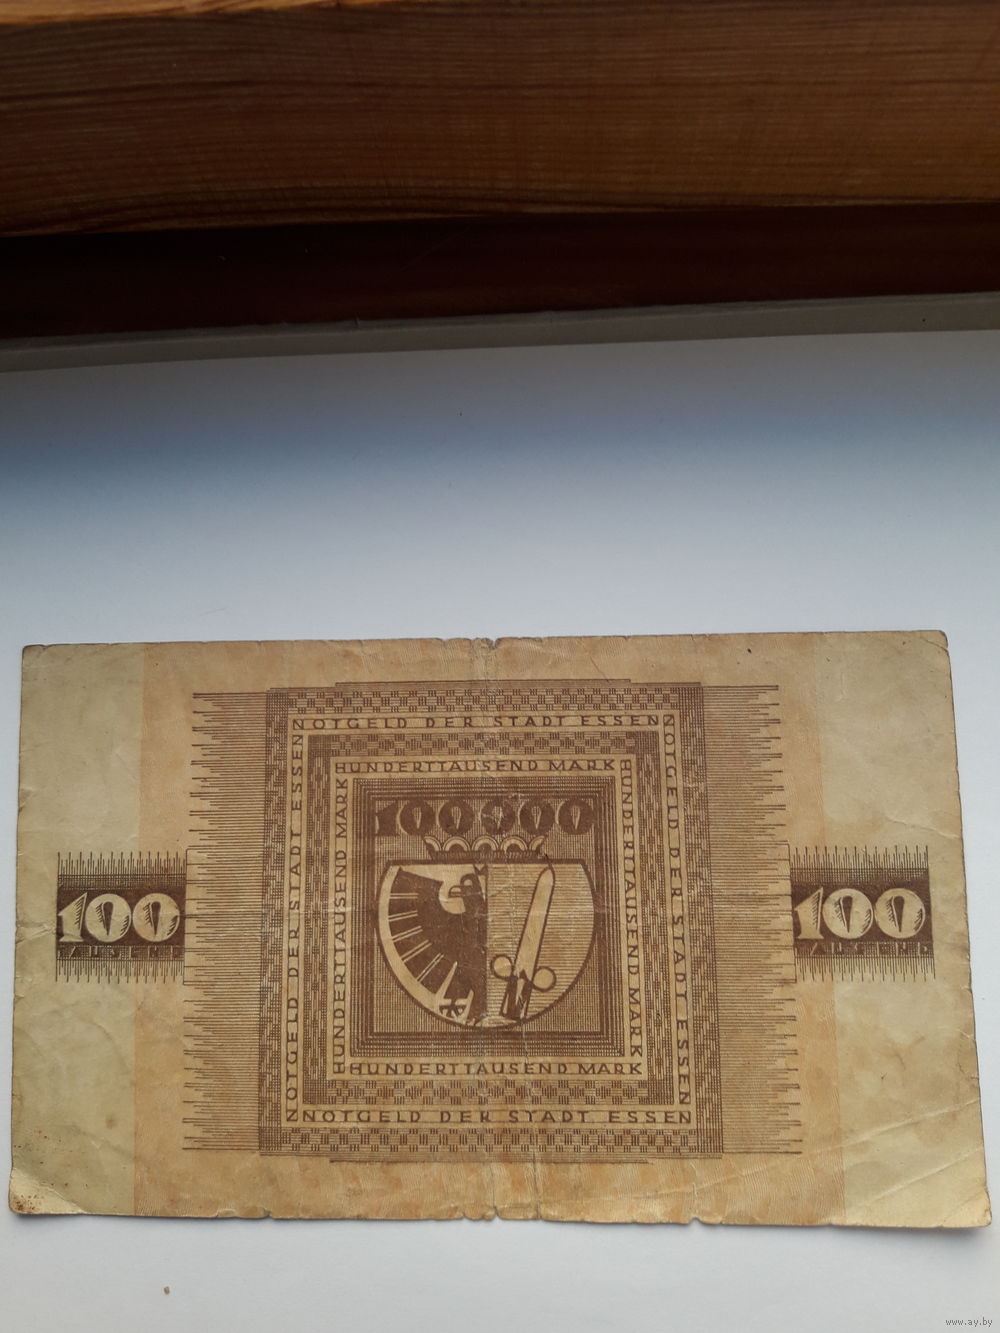 NOTGELD DER STADT ESSEN
NOTGELD DER STADT ESSEN
HUNDERTTAUSEND MARK
HUNDERTTAUSEND MARK
100000
HUNDERTTAUSEND MARK
NOTGELD DER STADT ESSEN
100
TAUSEND
100
TAUSEND
HUNDERTTAUSEND MARK
NOTGELD DER STADT ESSEN
www.ay.by